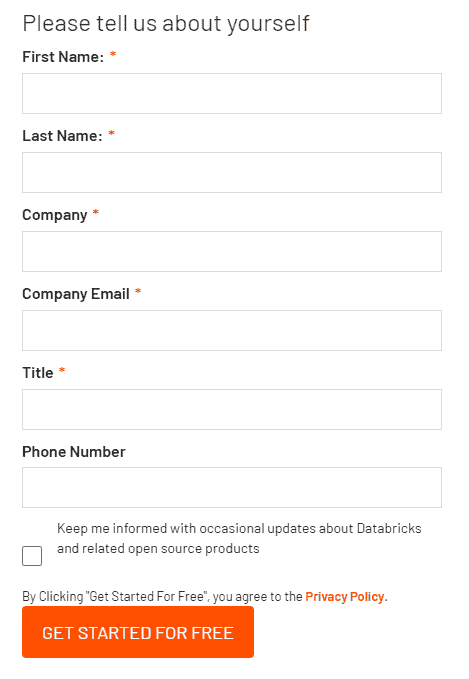 Please tell us about yourself
First Name: *
Last Name: *
Company *
Company Email *
Title *
Phone Number
Keep me informed with occasional updates about Databricks
and related open source products
By Clicking "Get Started For Free", you agree to the Privacy Policy.
GET STARTED FOR FREE